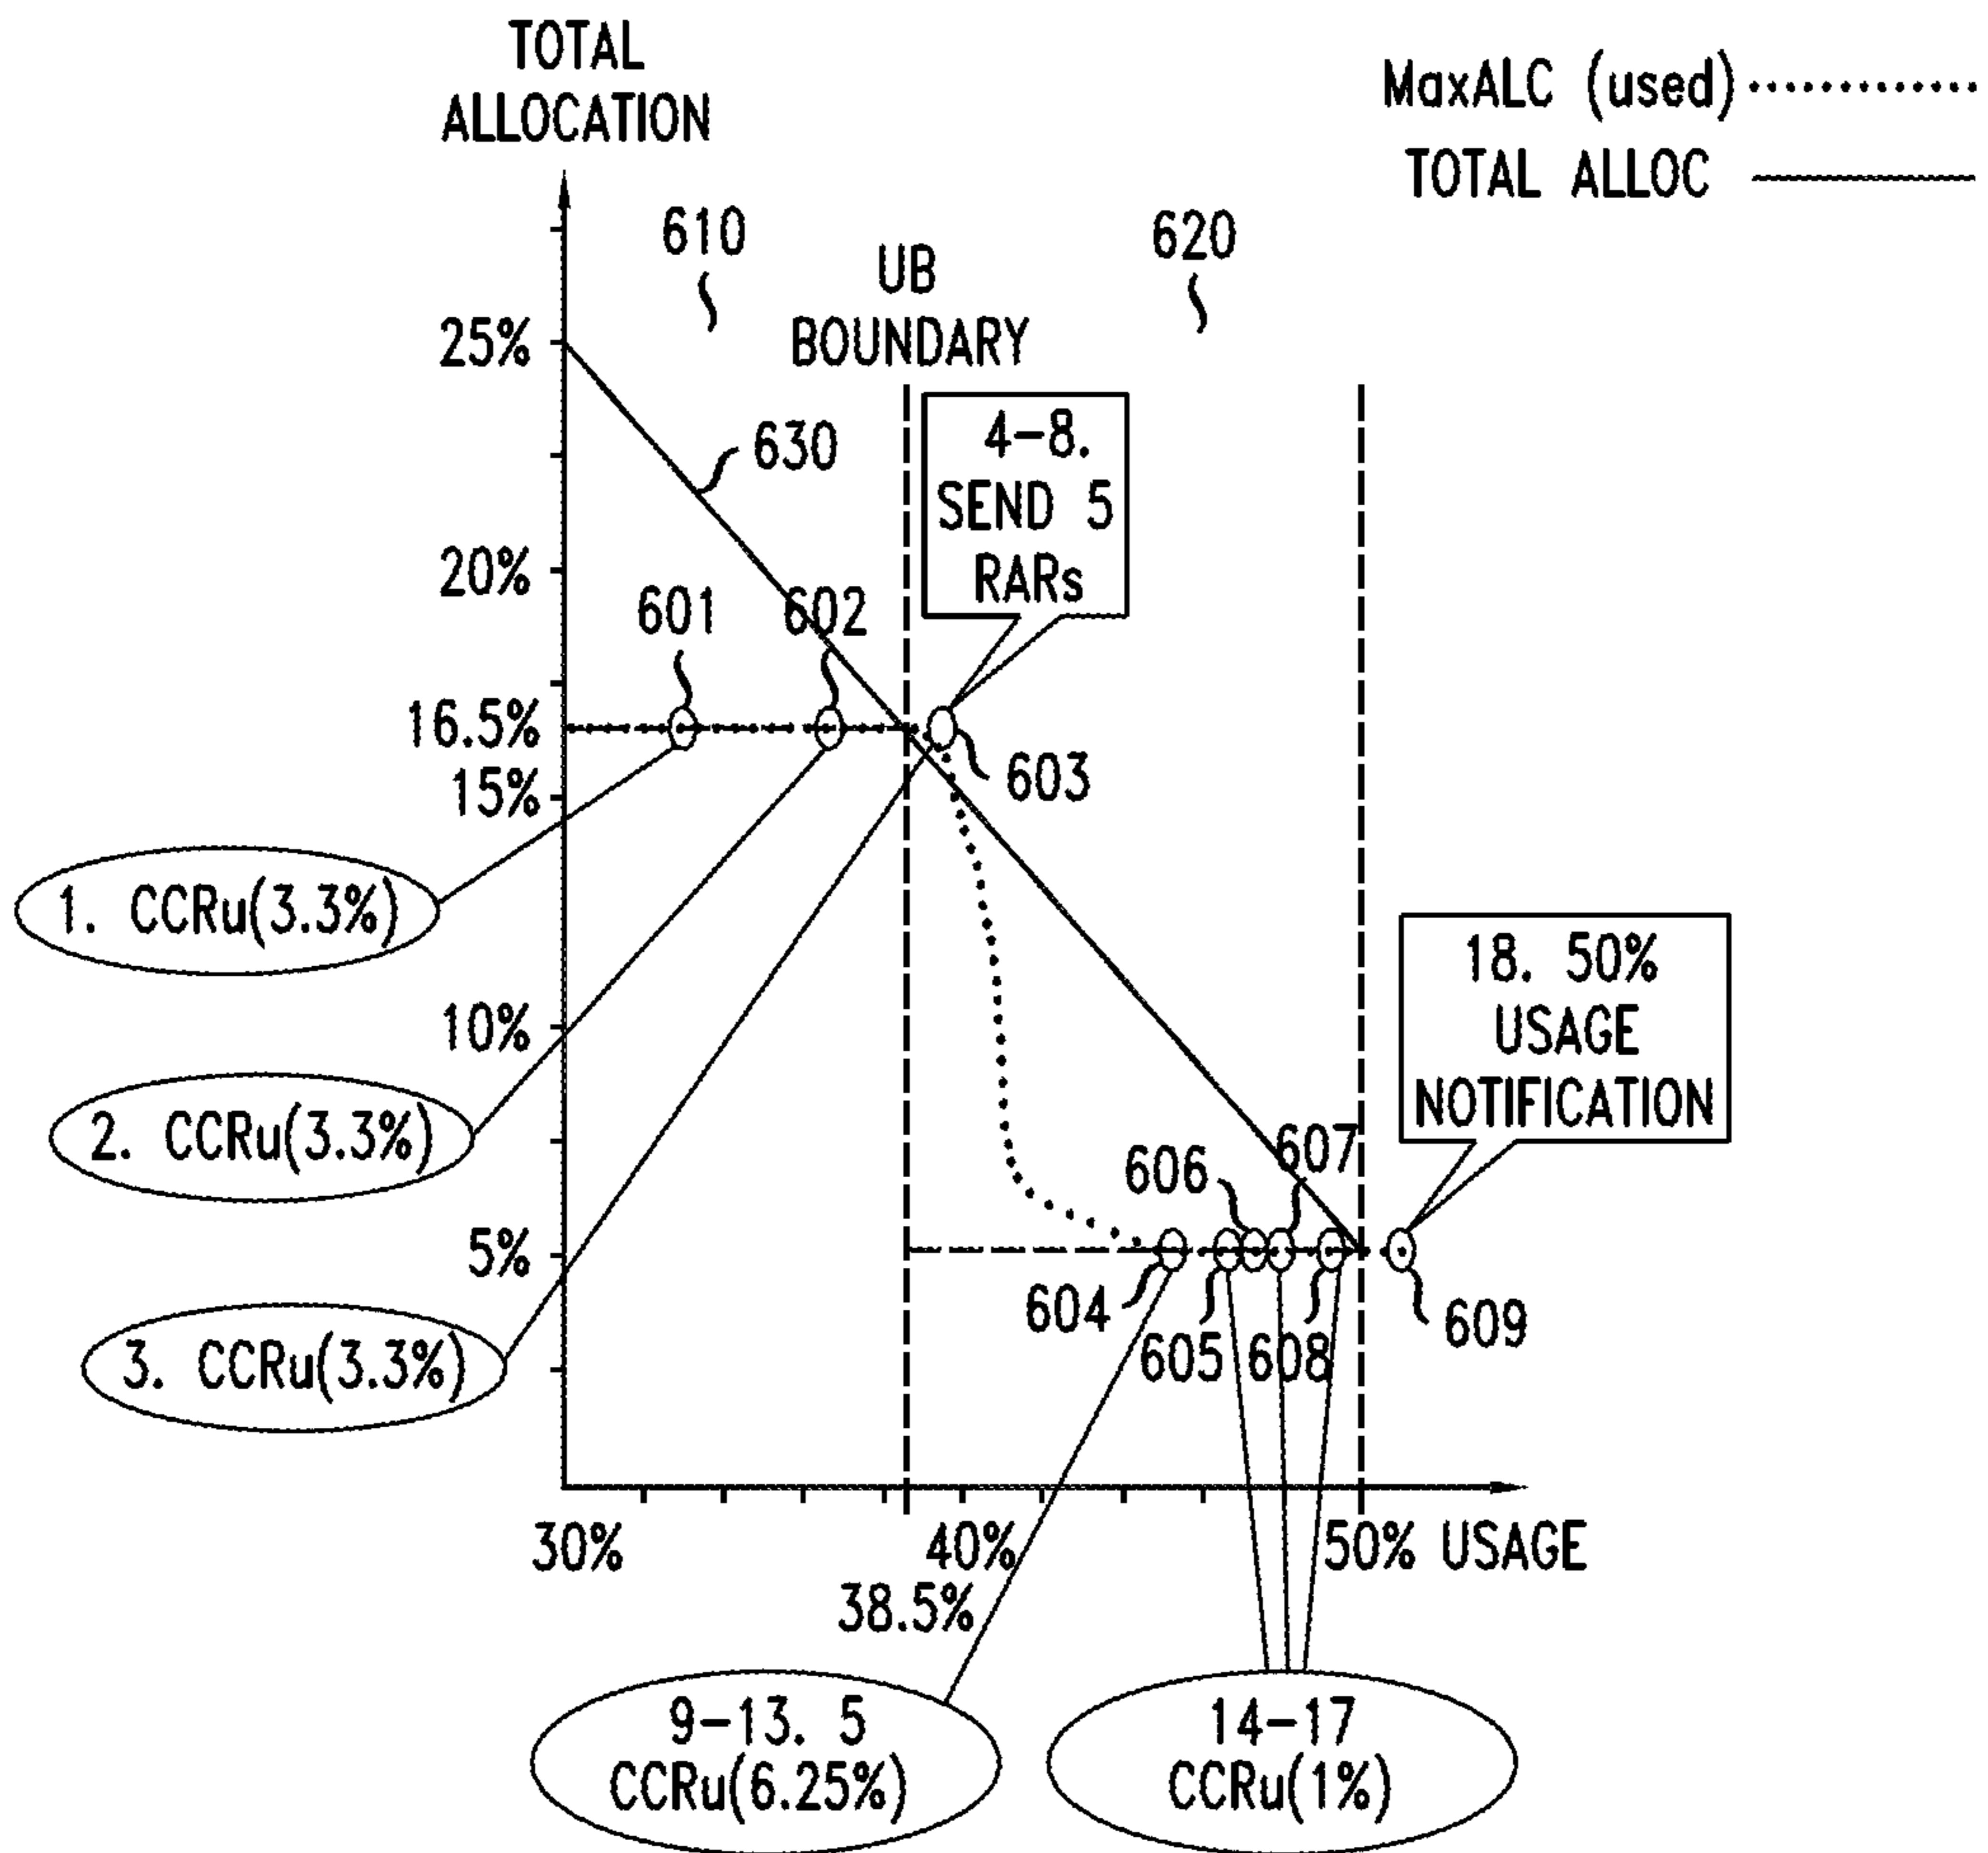 TOTAL
ALLOCATION
MaxALC (used)
TOTAL ALLOC
610
620
UB
BOUNDARY
25%
630
4-8.
SEND 5
RARs
20%
601
602
16.5%
603
15%
1. CCRu(3.3%)
18. 50%
USAGE
NOTIFICATION
10%
2. CCRu(3.3%)
606
607
5%
604
609
605
608
3. CCRu(3.3%)
30%
40%
50% USAGE
38.5%
9-13. 5
CCRu(6.25%)
14-17
CCRu(1%)